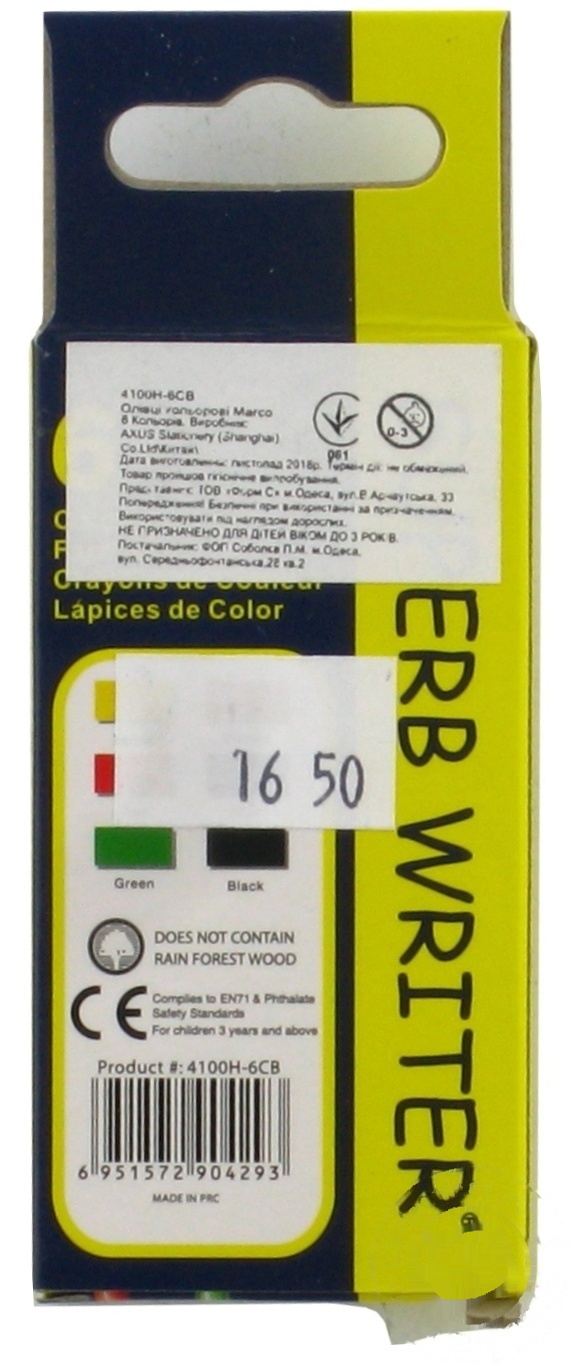 4100H-6CB
Олівці кольорові Marco
6 Кольорів. Виробник:
AXUS Stationery (Shanghai)
Co.Ltd\Китай\
061
0-3
Дата виготовлення: листопад 2018р. Термін дії: не обмежений.
Товар пройшов гігієнічне випробування.
Представник: ТОВ «Форм С» м.Одеса, вул.В.Арнаутська, 33
Попередження! Безпечні при використанні за призначенням.
Використовувати під наглядом дорослих.
НЕ ПРИЗНАЧЕНО ДЛЯ ДІТЕЙ ВІКОМ ДО 3 РОКІВ.
Постачальник: ФОП Соболєв П.М. м.Одеса,
вул. Середньофонтанська,28 кв.2
Crayons de Couleur
Lápices de Color
16 50
Green
Black
DOES NOT CONTAIN
RAIN FOREST WOOD
CE
Complies to EN71 & Phthalate
Safety Standards
For children 3 years and above
Product #: 4100H-6CB
6 951572 904293
MADE IN PRC
ERB WRITER®